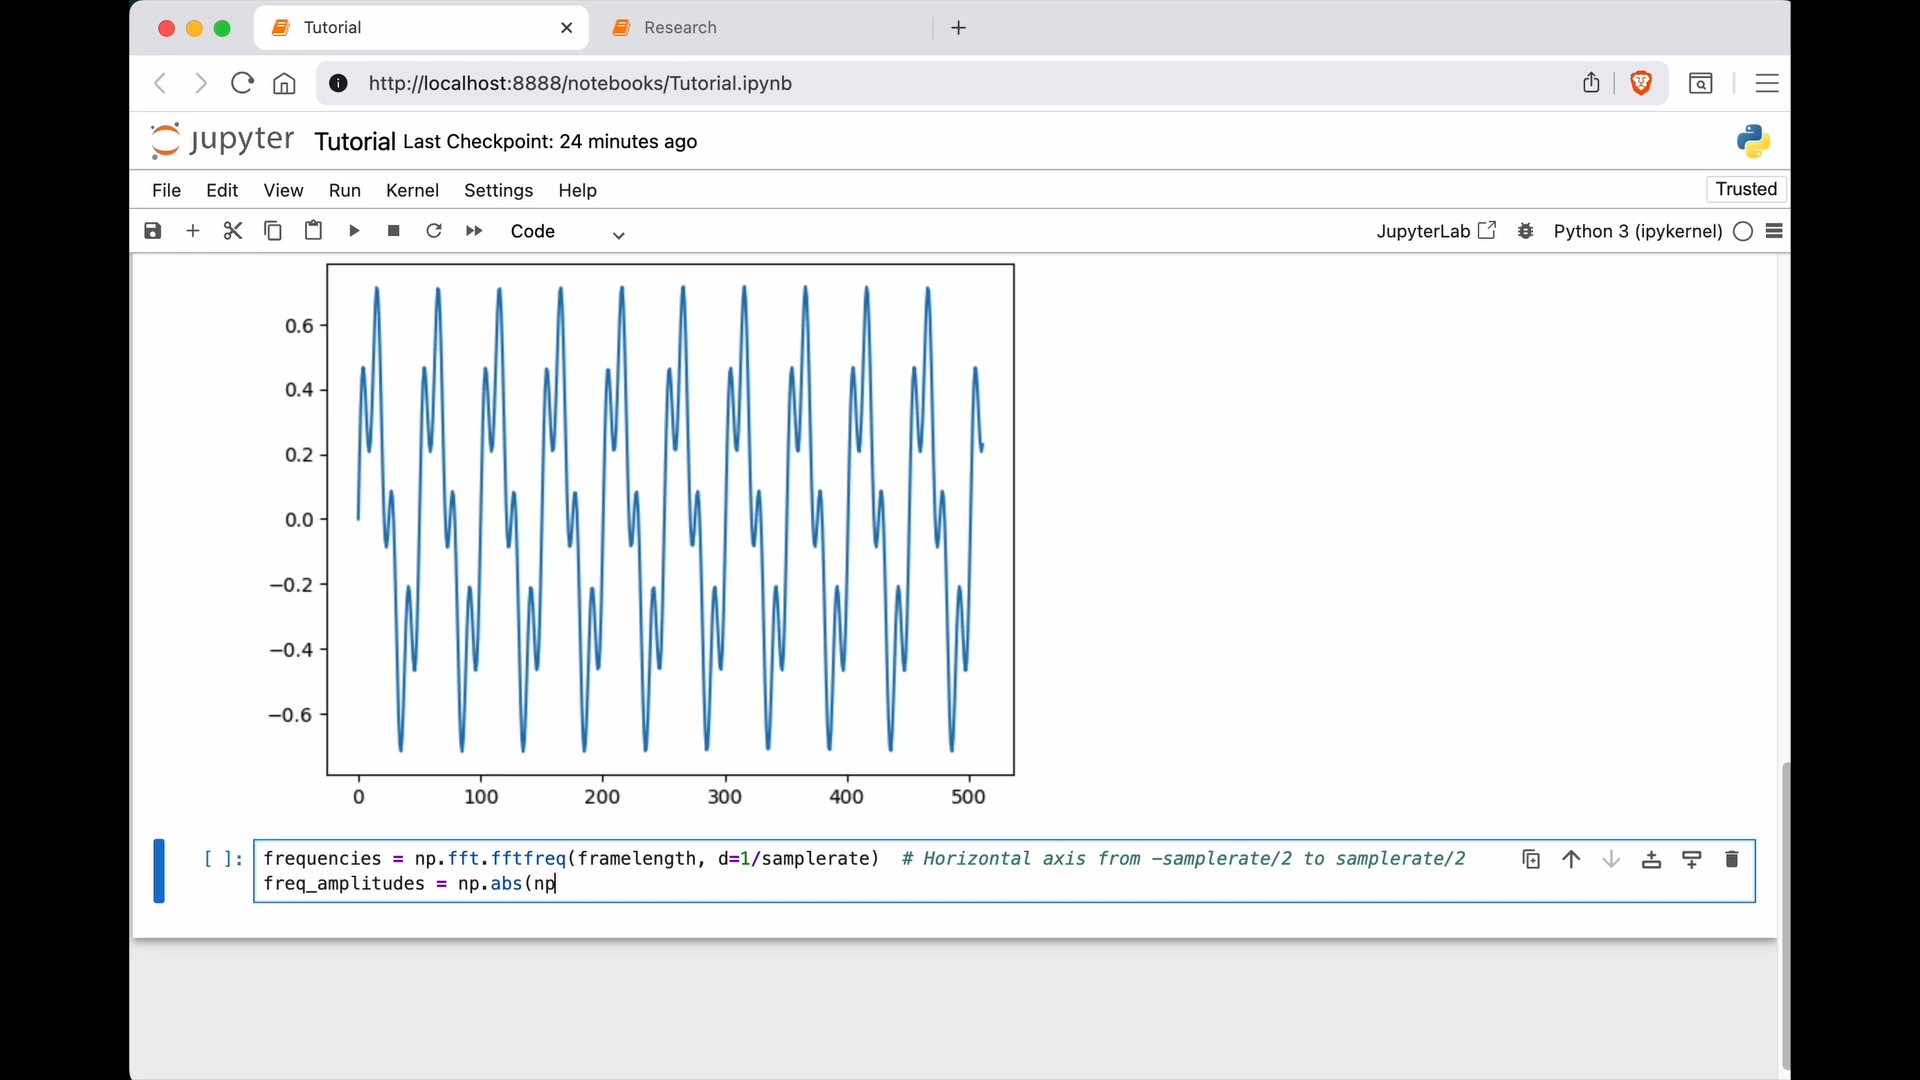 Tutorial
Research
http://localhost:8888/notebooks/Tutorial.ipynb
jupyter Tutorial Last Checkpoint: 24 minutes ago
File Edit View Run Kernel Settings Help
Trusted
Code
JupyterLab
Python 3 (ipykernel)
0.6
0.4
0.2
0.0
−0.2
−0.4
−0.6
0 100 200 300 400 500
[ ]: frequencies = np.fft.fftfreq(framelength, d=1/samplerate) # Horizontal axis from -samplerate/2 to samplerate/2
freq_amplitudes = np.abs(np